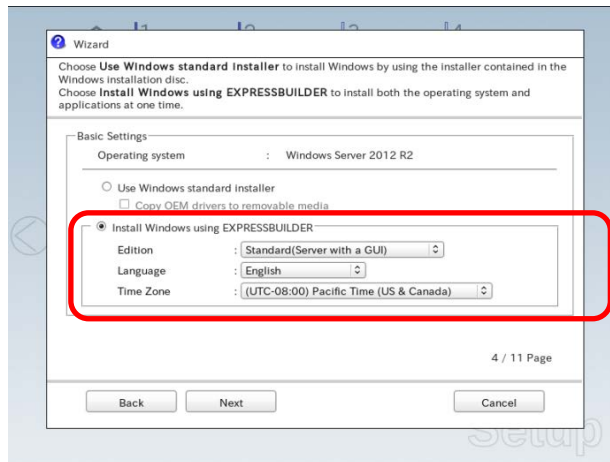 1 2 3 4
Wizard
Choose Use Windows standard Installer to install Windows by using the installer contained in the
Windows installation disc.
Choose Install Windows using EXPRESSBUILDER to install both the operating system and
applications at one time.
Basic Settings
Operating system : Windows Server 2012 R2
Use Windows standard installer
Copy OEM drivers to removable media
Install Windows using EXPRESSBUILDER
Edition : Standard(Server with a GUI)
Language : English
Time Zone : (UTC-08:00) Pacific Time (US & Canada)
4 / 11 Page
Back Next Cancel
Setup